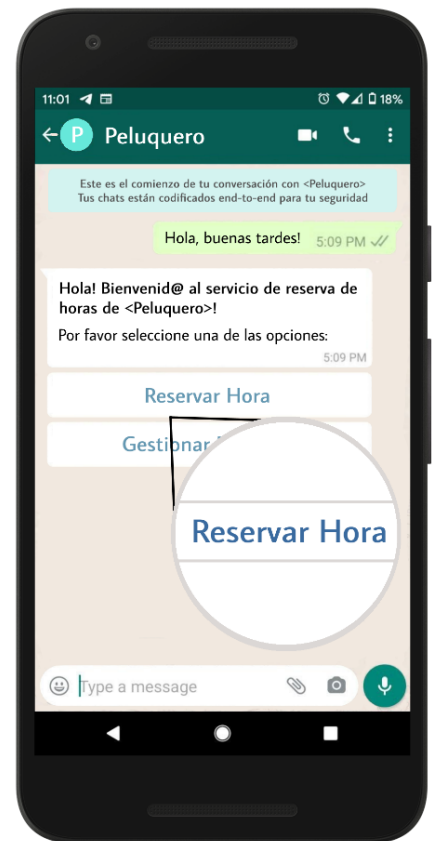 11:01 18%
P Peluquero
Este es el comienzo de tu conversación con <Peluquero>
Tus chats están codificados end-to-end para tu seguridad
Hola, buenas tardes! 5:09 PM
Hola! Bienvenid@ al servicio de reserva de
horas de <Peluquero>!
Por favor seleccione una de las opciones:
5:09 PM
Reservar Hora
Gestionar
Reservar Hora
Type a message